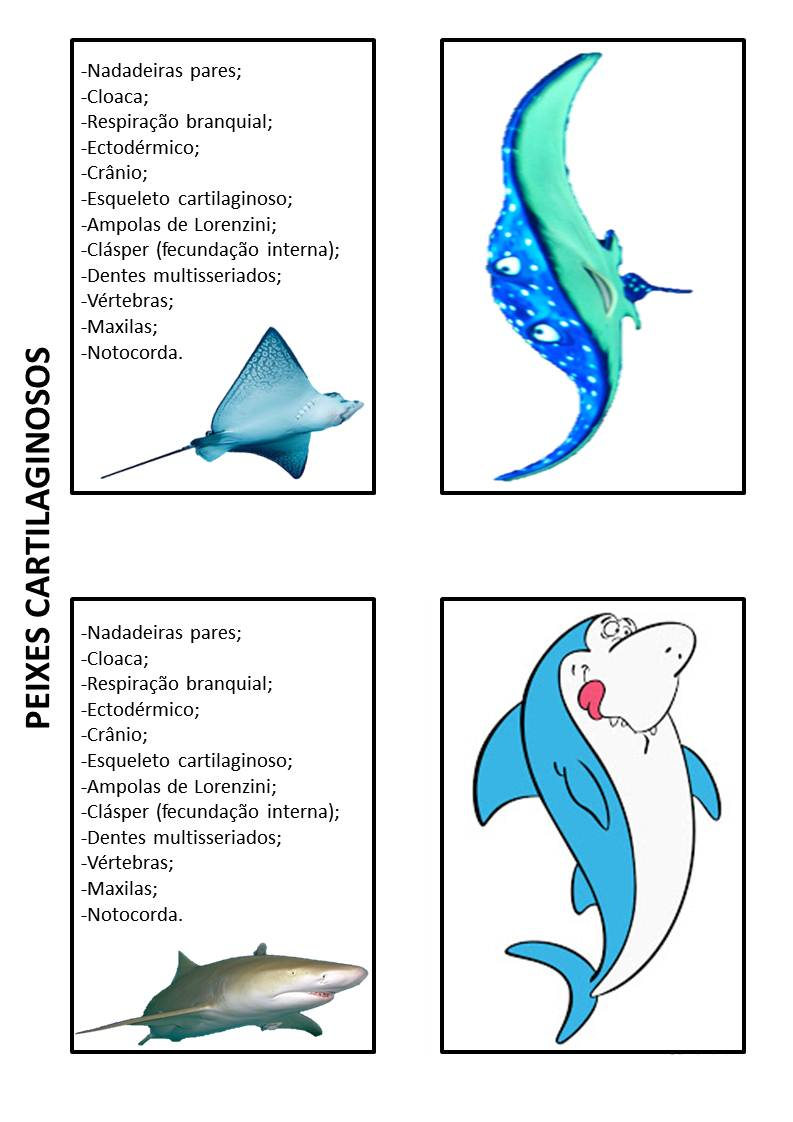 PEIXES CARTILAGINOSOS
-Nadadeiras pares;
-Cloaca;
-Respiração branquial;
-Ectodérmico;
-Crânio;
-Esqueleto cartilaginoso;
-Ampolas de Lorenzini;
-Clásper (fecundação interna);
-Dentes multisseriados;
-Vértebras;
-Maxilas;
-Notocorda.
-Nadadeiras pares;
-Cloaca;
-Respiração branquial;
-Ectodérmico;
-Crânio;
-Esqueleto cartilaginoso;
-Ampolas de Lorenzini;
-Clásper (fecundação interna);
-Dentes multisseriados;
-Vértebras;
-Maxilas;
-Notocorda.